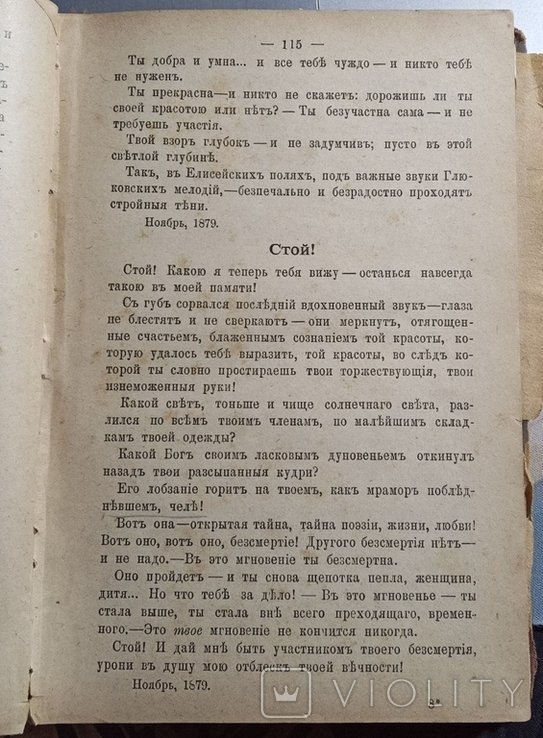 — 115 —
Ты добра и умна... и все тебѣ чуждо — и никто тебѣ
не нуженъ.
Ты прекрасна—и никто не скажетъ: дорожишь ли ты
своей красотою или нѣтъ? — Ты безучастна сама — и не
требуешь участія.
Твой взоръ глубокъ — и не задумчивъ; пусто въ этой
свѣтлой глубинѣ.
Такъ, въ Елисейскихъ поляхъ, подъ важные звуки Глю-
ковскихъ мелодій,—безпечально и безрадостно проходятъ
стройныя тѣни.
Ноябрь, 1879.
Стой!
Стой! Какою я теперь тебя вижу — останься навсегда
такою въ моей памяти!
Съ губъ сорвался послѣдній вдохновенный звукъ—глаза
не блестятъ и не сверкаютъ — они меркнутъ, отягощен-
ные счастьемъ, блаженнымъ сознаніемъ той красоты, ко-
торую удалось тебѣ выразить, той красоты, во слѣдъ ко-
торой ты словно простираешь твои торжествующія, твои
изнеможенныя руки!
Какой свѣтъ, тоньше и чище солнечнаго свѣта, раз-
лился по всѣмъ твоимъ членамъ, по малѣйшимъ склад-
камъ твоей одежды?
Какой Богъ своимъ ласковымъ дуновеньемъ откинулъ
назадъ твои разсыпанныя кудри?
Его лобзаніе горитъ на твоемъ, какъ мраморъ поблѣд-
нѣвшемъ, челѣ!
Вотъ она—открытая тайна, тайна поэзіи, жизни, любви!
Вотъ оно, вотъ оно, безсмертіе! Другого безсмертія нѣтъ—
и не надо.—Въ это мгновеніе ты безсмертна.
Оно пройдетъ — и ты снова щепотка пепла, женщина,
дитя... Но что тебѣ за дѣло! — Въ это мгновенье — ты
стала выше, ты стала внѣ всего преходящаго, времен-
ного.—Это твое мгновеніе не кончится никогда.
Стой! И дай мнѣ быть участникомъ твоего безсмертія,
урони въ душу мою отблескъ твоей вѣчности!
Ноябрь, 1879.
8*
VIOLITY